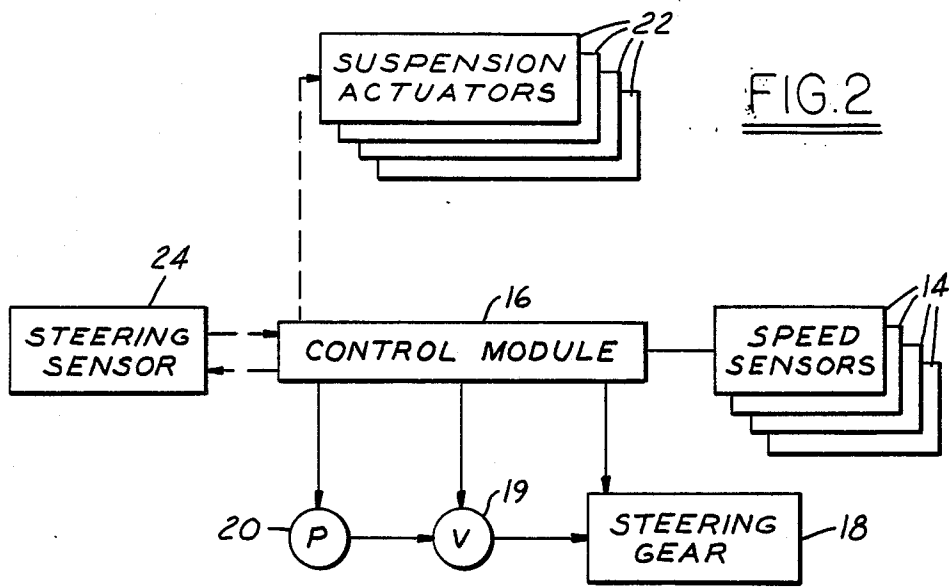 22
SUSPENSION
ACTUATORS
FIG.2
24
STEERING
SENSOR
16
CONTROL MODULE
14
SPEED
SENSORS
20
P
19
V
STEERING
GEAR
18